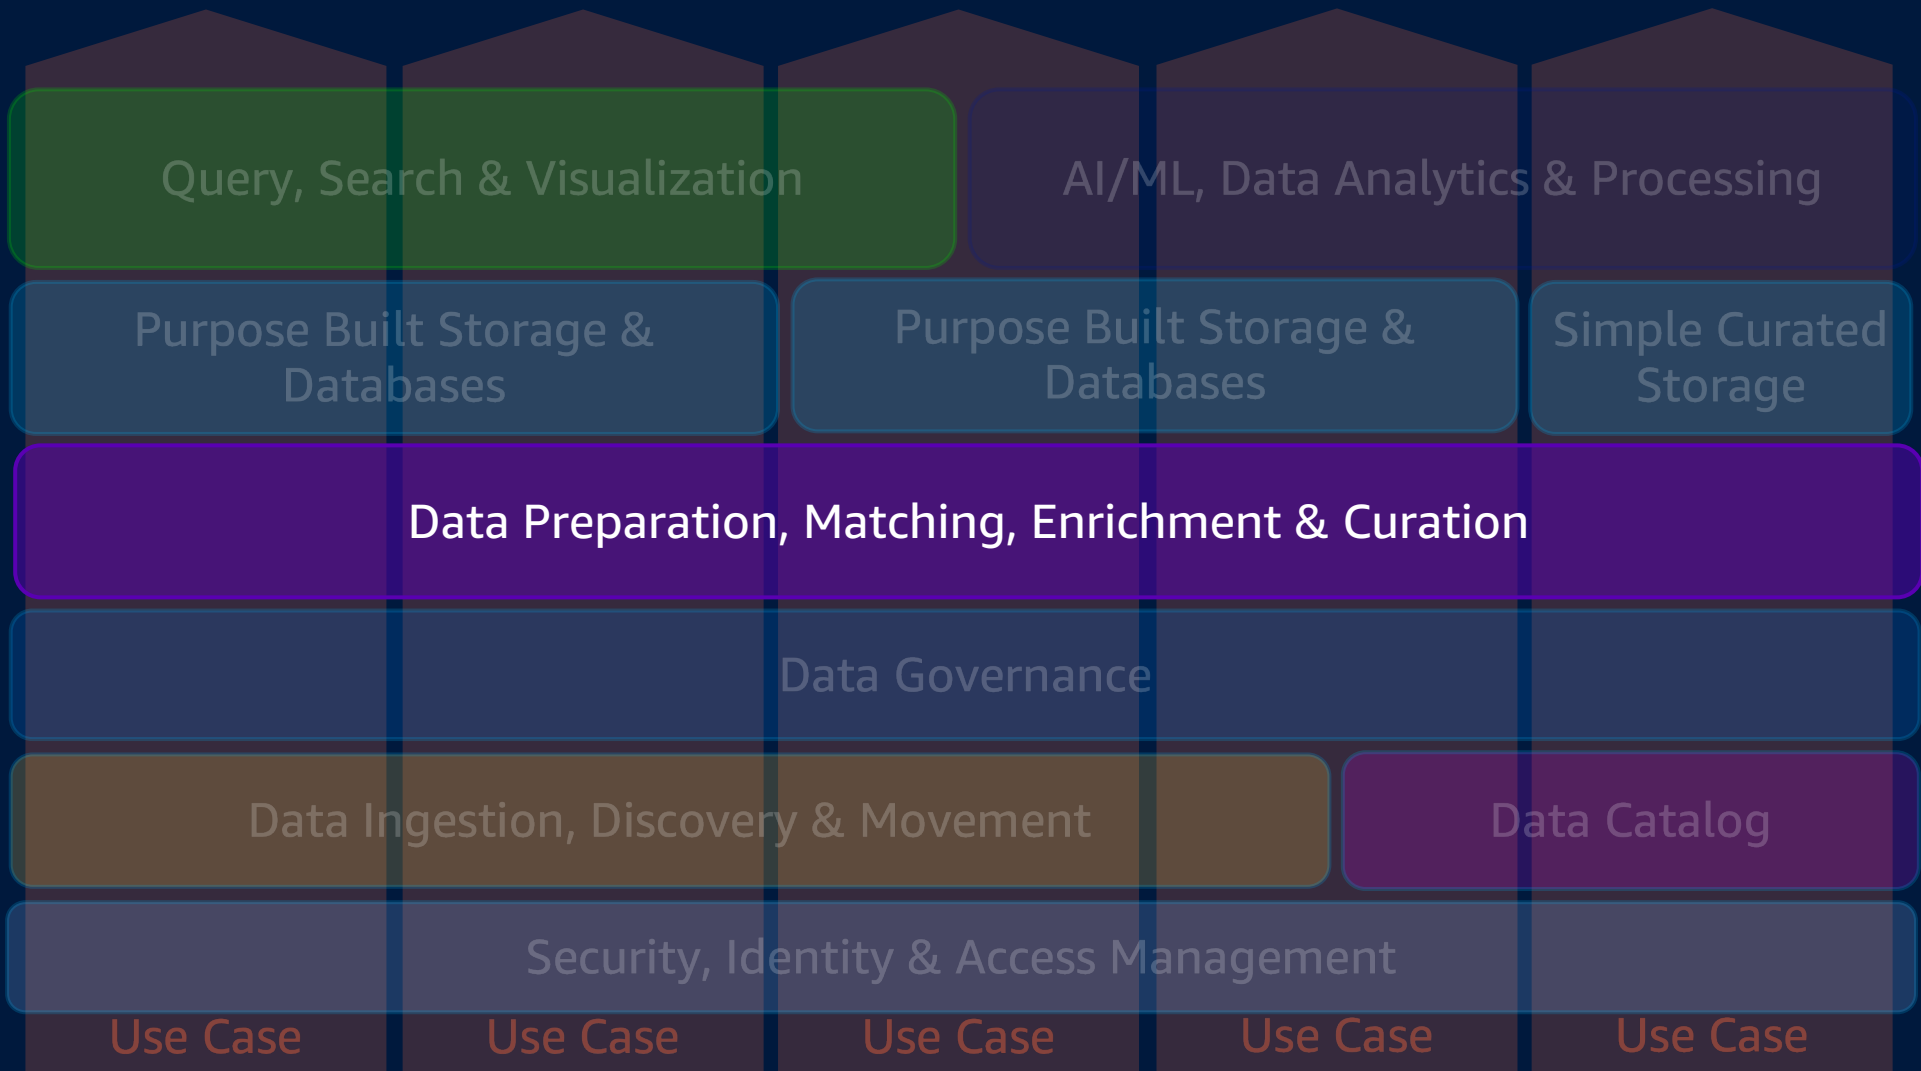 Query, Search & Visualization
AI/ML, Data Analytics & Processing
Purpose Built Storage &
Databases
Purpose Built Storage &
Databases
Simple Curated
Storage
Data Preparation, Matching, Enrichment & Curation
Data Governance
Data Ingestion, Discovery & Movement
Data Catalog
Security, Identity & Access Management
Use Case
Use Case
Use Case
Use Case
Use Case